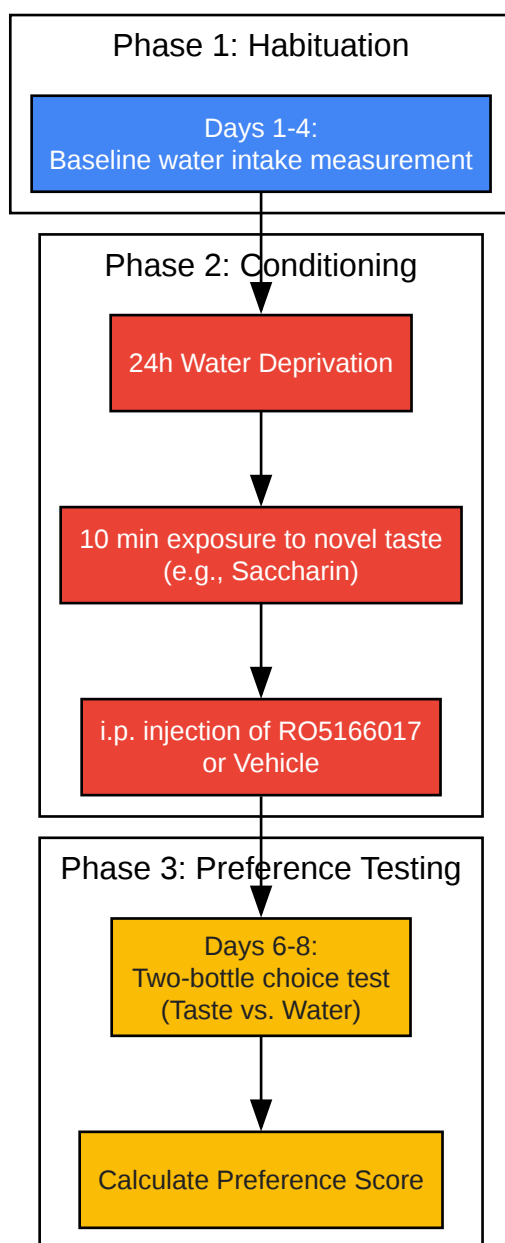 Phase 1: Habituation
Days 1-4:
Baseline water intake measurement
Phase 2: Conditioning
24h Water Deprivation
10 min exposure to novel taste
(e.g., Saccharin)
i.p. injection of RO5166017
or Vehicle
Phase 3: Preference Testing
Days 6-8:
Two-bottle choice test
(Taste vs. Water)
Calculate Preference Score